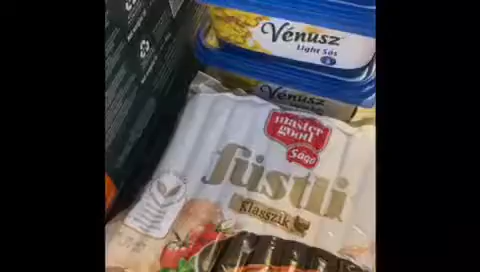 Vénusz
Light Sós
Vénusz
master
good
Sága
füstli
klasszik